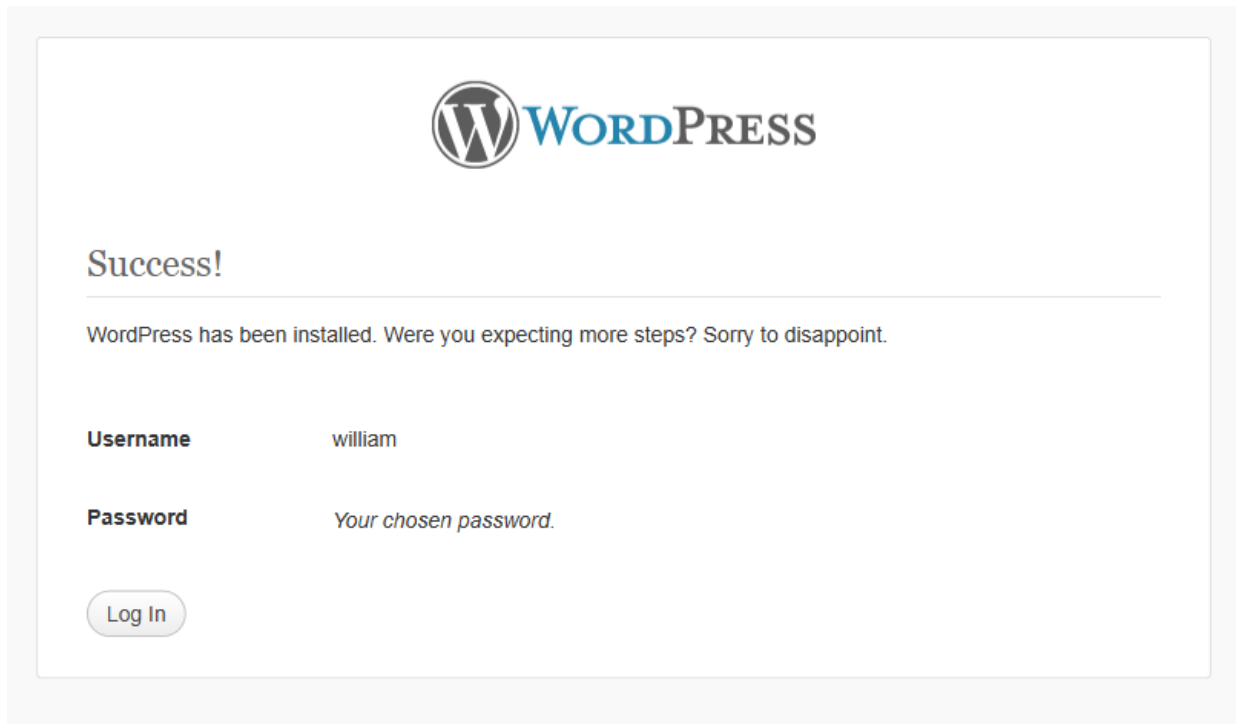 WORDPRESS
Success!
WordPress has been installed. Were you expecting more steps? Sorry to disappoint.
Username william
Password Your chosen password.
Log In